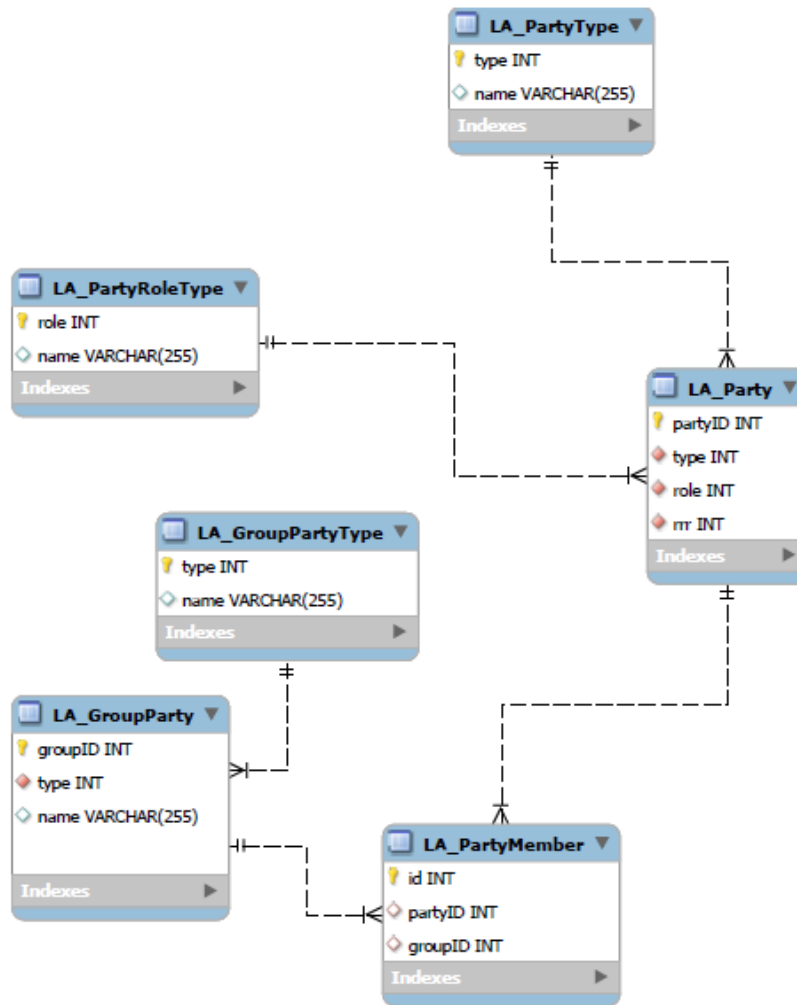 LA_PartyType
type INT
name VARCHAR(255)
Indexes
LA_PartyRoleType
role INT
name VARCHAR(255)
Indexes
LA_Party
partyID INT
type INT
role INT
rrr INT
Indexes
LA_GroupPartyType
type INT
name VARCHAR(255)
Indexes
LA_GroupParty
groupID INT
type INT
name VARCHAR(255)
Indexes
LA_PartyMember
id INT
partyID INT
groupID INT
Indexes